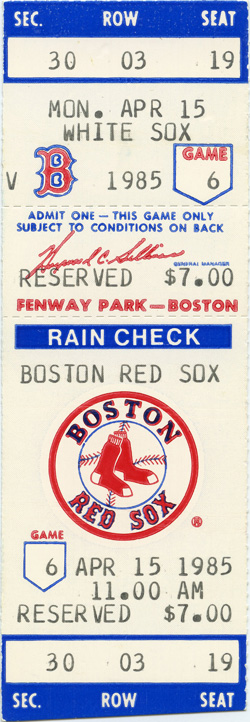 SEC. ROW SEAT
30 03 19
MON. APR 15
WHITE SOX
GAME
V B 1985 6
ADMIT ONE — THIS GAME ONLY
SUBJECT TO CONDITIONS ON BACK
GENERAL MANAGER
RESERVED $7.00
FENWAY PARK — BOSTON
RAIN CHECK
BOSTON RED SOX
BOSTON
RED SOX
®
GAME
6 APR 15 1985
11.00 AM
RESERVED $7.00
30 03 19
SEC. ROW SEAT